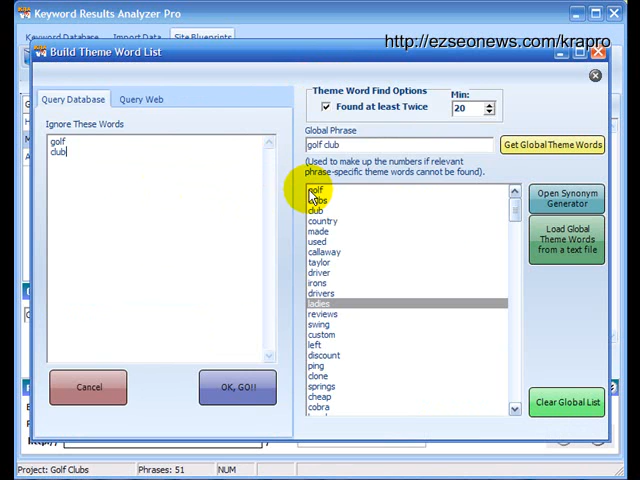 Keyword Results Analyzer Pro
Keyword Database
Import Data
Site Blueprints
http://ezseonews.com/krapro
Build Theme Word List
Query Database
Query Web
Theme Word Find Options
Found at least Twice
Min:
20
Ignore These Words
golf
club
Global Phrase
golf club
Get Global Theme Words
(Used to make up the numbers if relevant
phrase-specific theme words cannot be found).
golf
clubs
club
country
made
used
callaway
taylor
driver
irons
drivers
ladies
reviews
swing
custom
left
discount
ping
clone
springs
cheap
cobra
Open Synonym
Generator
Load Global
Theme Words
from a text file
Clear Global List
Cancel
OK, GO!!
http://
Project: Golf Clubs
Phrases: 51
NUM